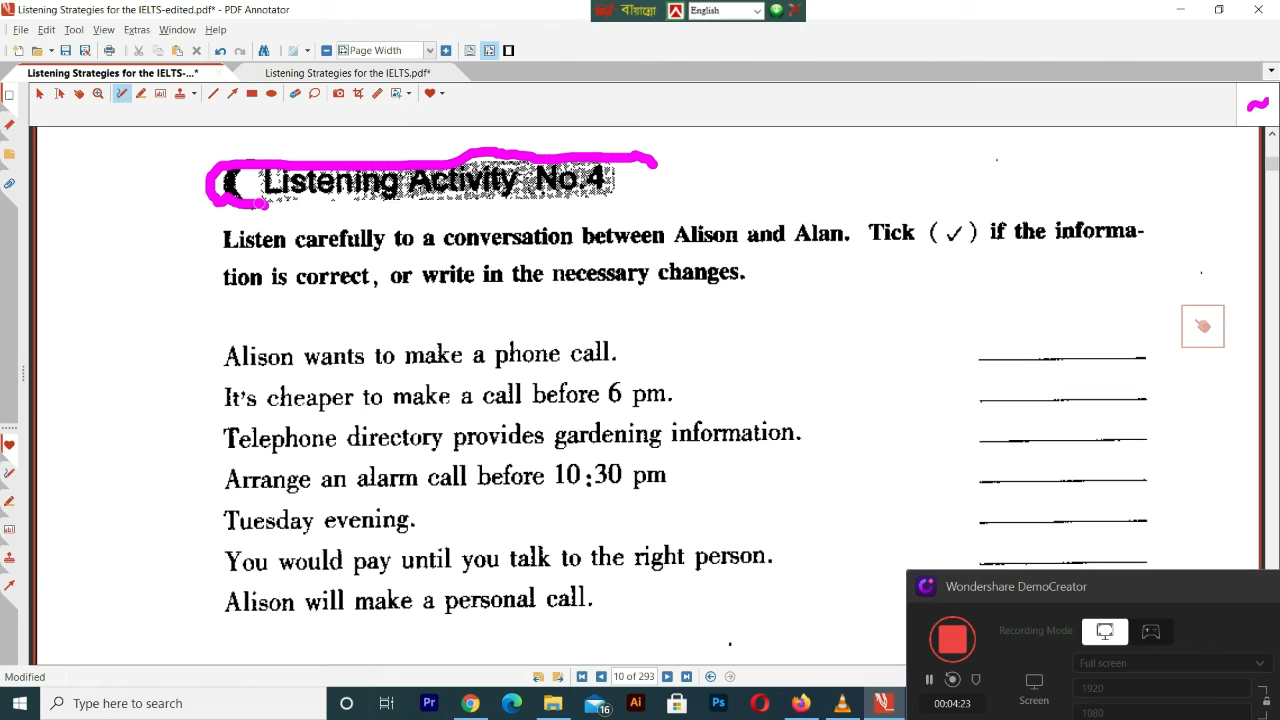 Listening Strategies for the IELTS-edited.pdf* - PDF Annotator
English
File Edit Tool View Extras Window Help
Page Width
Listening Strategies for the IELTS-...* Listening Strategies for the IELTS.pdf*
Listening Activity No.4
Listen carefully to a conversation between Alison and Alan. Tick (✓) if the informa-
tion is correct, or write in the necessary changes.
Alison wants to make a phone call.
It's cheaper to make a call before 6 pm.
Telephone directory provides gardening information.
Arrange an alarm call before 10:30 pm
Tuesday evening.
You would pay until you talk to the right person.
Alison will make a personal call.
Wondershare DemoCreator
Recording Mode
Full screen
1920
1080
Screen
00:04:23
Modified
10 of 293
Type here to search
16